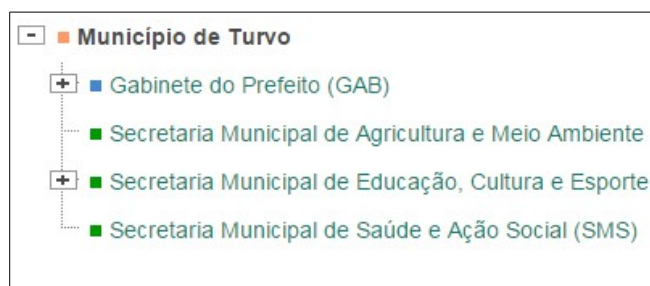 Município de Turvo
Gabinete do Prefeito (GAB)
Secretaria Municipal de Agricultura e Meio Ambiente
Secretaria Municipal de Educação, Cultura e Esporte
Secretaria Municipal de Saúde e Ação Social (SMS)